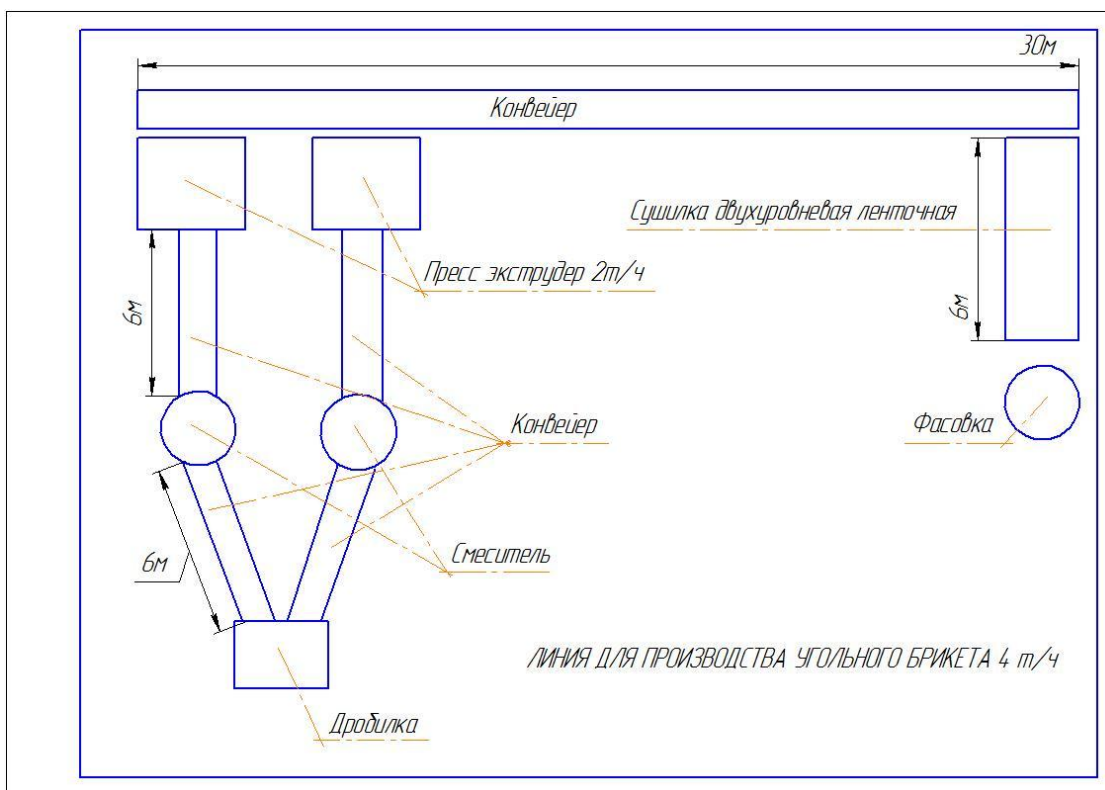 30м
Конвейер
Сушилка двухуровневая ленточная
Пресс экструдер 2т/ч
6м
6м
Конвейер
Фасовка
Смеситель
6м
ЛИНИЯ ДЛЯ ПРОИЗВОДСТВА УГОЛЬНОГО БРИКЕТА 4 т/ч
Дробилка